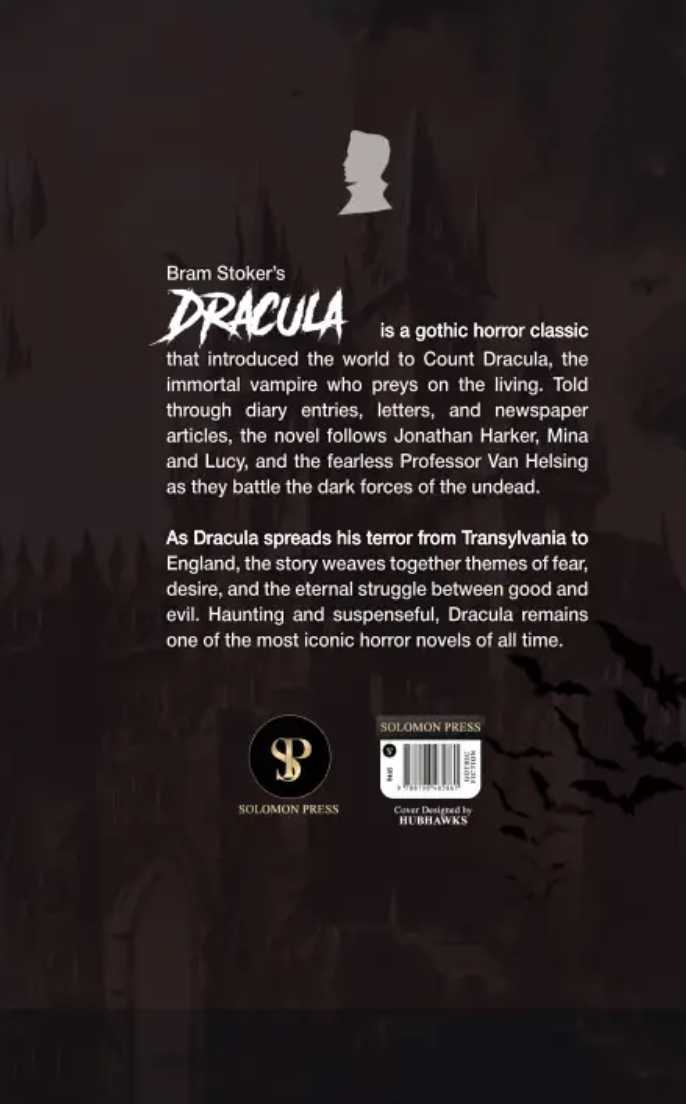 Bram Stoker's
DRACULA is a gothic horror classic
that introduced the world to Count Dracula, the
immortal vampire who preys on the living. Told
through diary entries, letters, and newspaper
articles, the novel follows Jonathan Harker, Mina
and Lucy, and the fearless Professor Van Helsing
as they battle the dark forces of the undead.
As Dracula spreads his terror from Transylvania to
England, the story weaves together themes of fear,
desire, and the eternal struggle between good and
evil. Haunting and suspenseful, Dracula remains
one of the most iconic horror novels of all time.
SP
SOLOMON PRESS
SOLOMON PRESS
GOTHIC
FICTION
Cover Designed by
HUBHAWKS